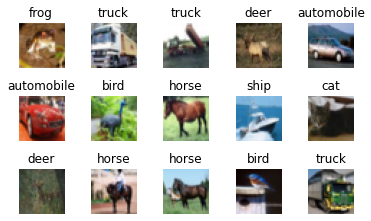 frog truck truck deer automobile
automobile bird horse ship cat
deer horse horse bird truck